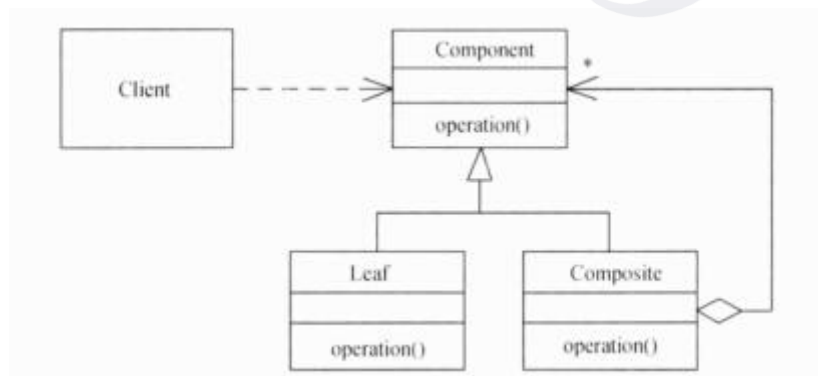 Client
Component
*
operation()
Leaf
operation()
Composite
operation()